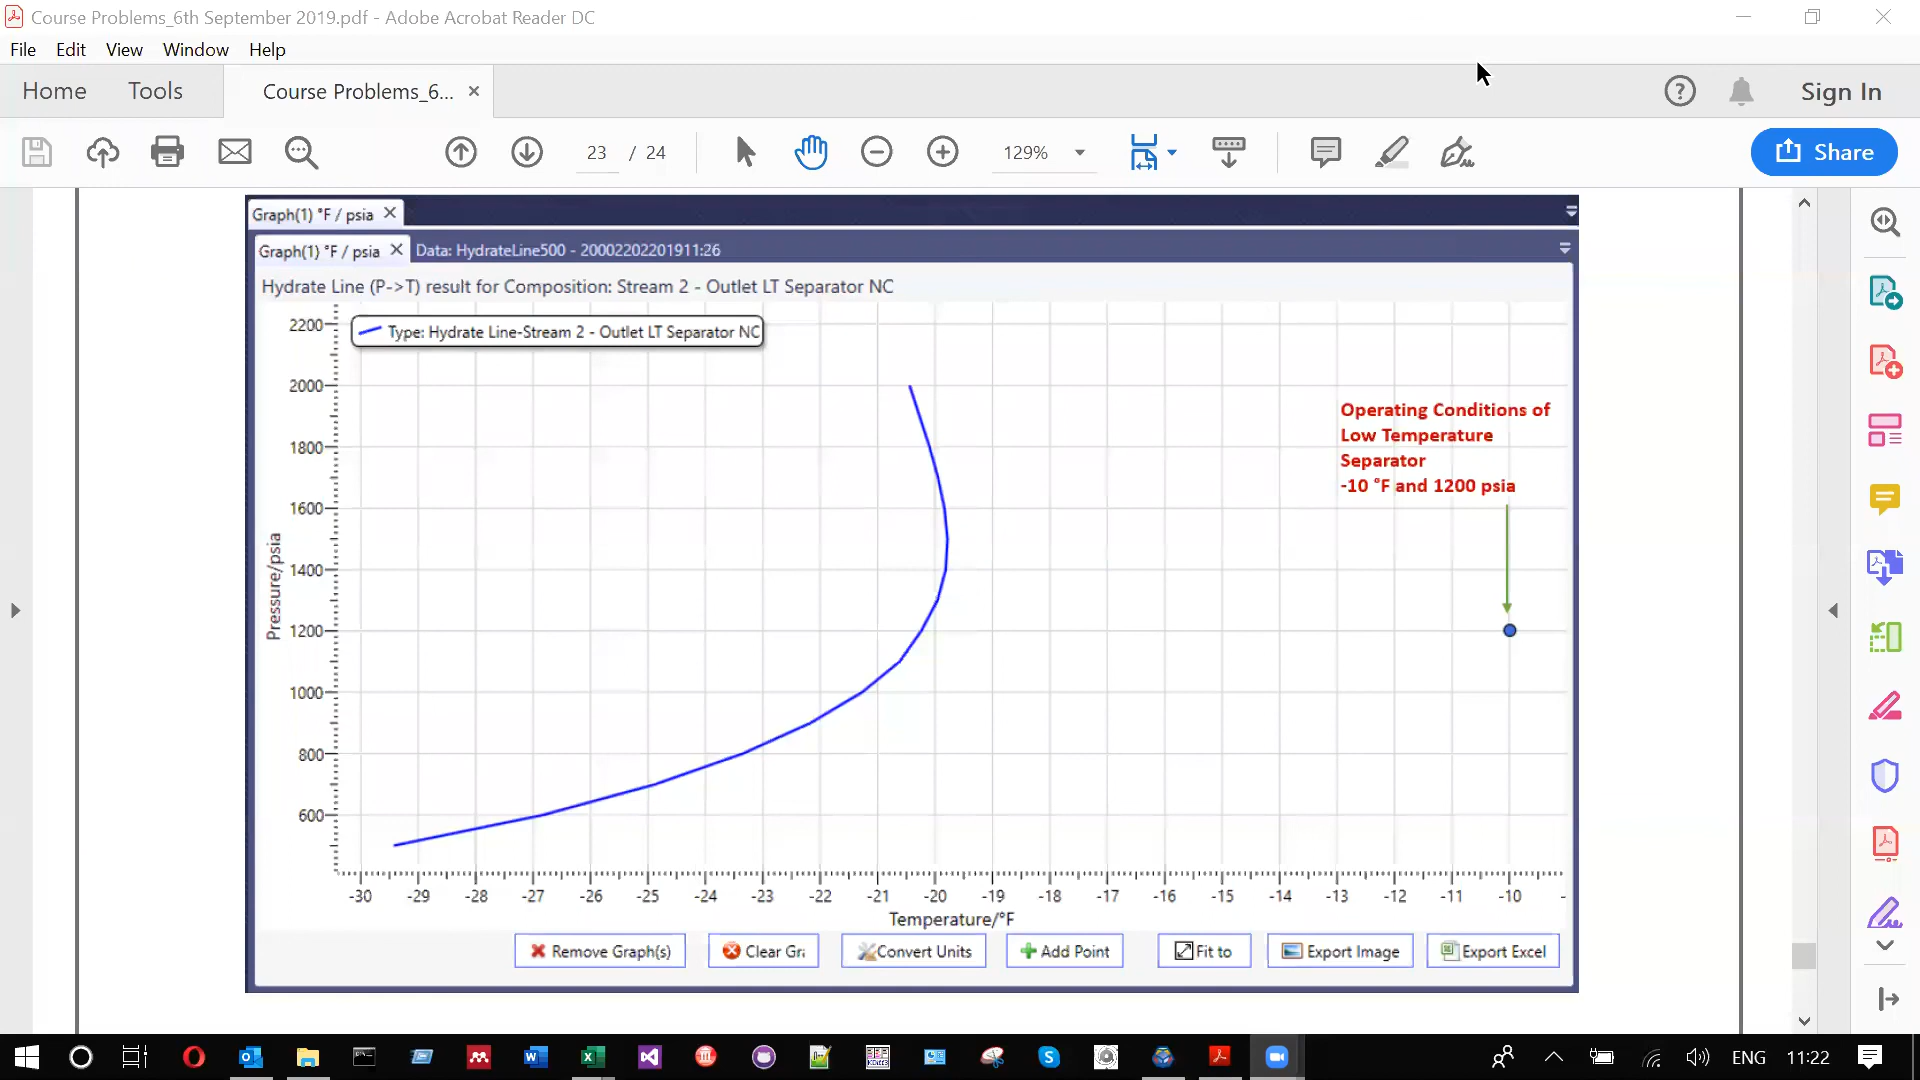 Course Problems_6th September 2019.pdf - Adobe Acrobat Reader DC
File Edit View Window Help
Home Tools Course Problems_6... × Sign In
23 / 24 129% Share
Graph(1) °F / psia
Graph(1) °F / psia Data: HydrateLine500 - 20002202201911:26
Hydrate Line (P->T) result for Composition: Stream 2 - Outlet LT Separator NC
Type: Hydrate Line-Stream 2 - Outlet LT Separator NC
2200
2000
1800
1600
1400
1200
1000
800
600
Pressure/psia
Operating Conditions of
Low Temperature
Separator
-10 °F and 1200 psia
-30 -29 -28 -27 -26 -25 -24 -23 -22 -21 -20 -19 -18 -17 -16 -15 -14 -13 -12 -11 -10 -
Temperature/°F
Remove Graph(s) Clear Gra Convert Units Add Point Fit to Export Image Export Excel
ENG 11:22